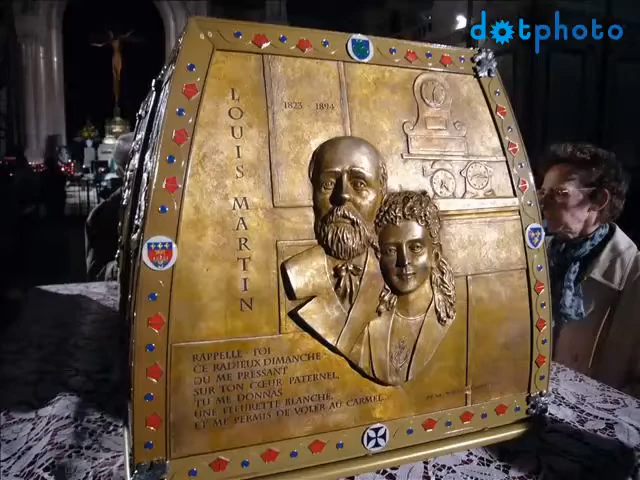 dotphoto
LOUIS MARTIN
1823 1894
RAPPELLE TOI
CE RADIEUX DIMANCHE
OÙ ME PRESSANT
SUR TON CŒUR PATERNEL,
TU ME DONNAS
UNE FLEURETTE BLANCHE,
ET ME PERMIS DE VOLER AU CARMEL.